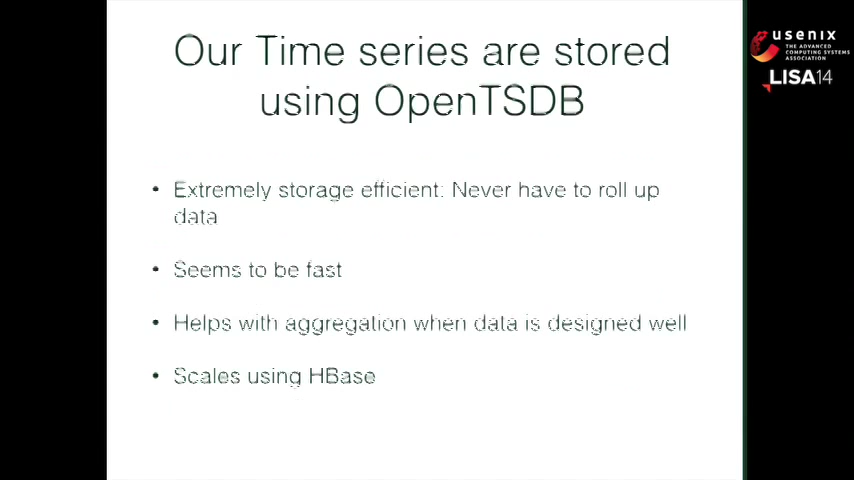 Our Time series are stored
using OpenTSDB
• Extremely storage efficient: Never have to roll up
data
• Seems to be fast
• Helps with aggregation when data is designed well
• Scales using HBase
usenix
THE ADVANCED
COMPUTING SYSTEMS
ASSOCIATION
LISA14